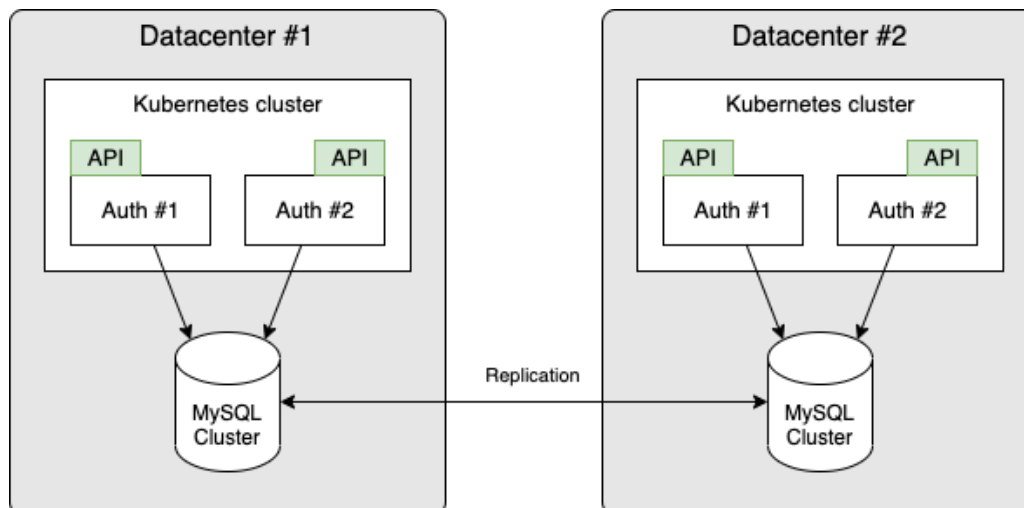 Datacenter #1
Kubernetes cluster
API
API
Auth #1
Auth #2
MySQL
Cluster
Replication
Datacenter #2
Kubernetes cluster
API
API
Auth #1
Auth #2
MySQL
Cluster